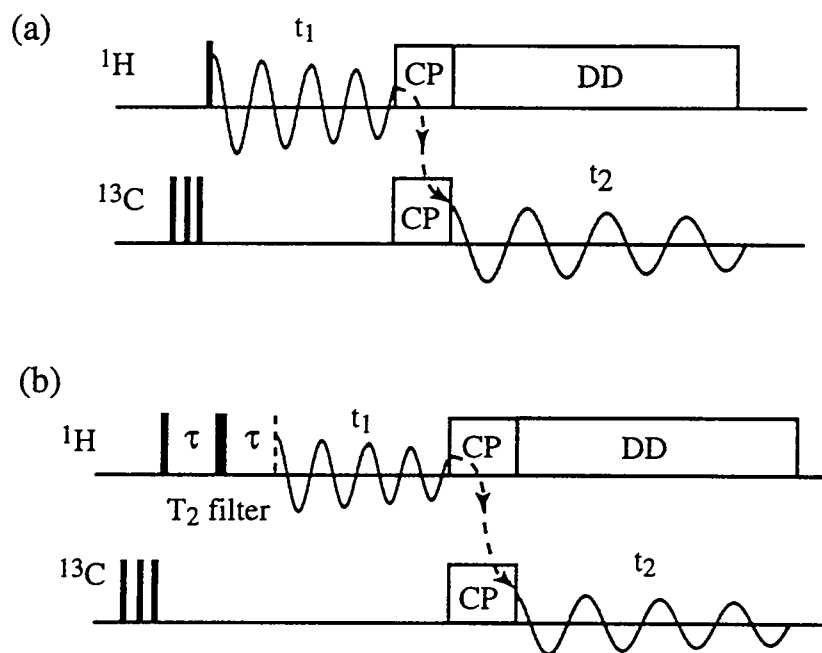 (a)
t₁
¹H CP DD
¹³C CP t₂
(b)
¹H τ τ t₁ CP DD
T₂ filter
¹³C CP t₂